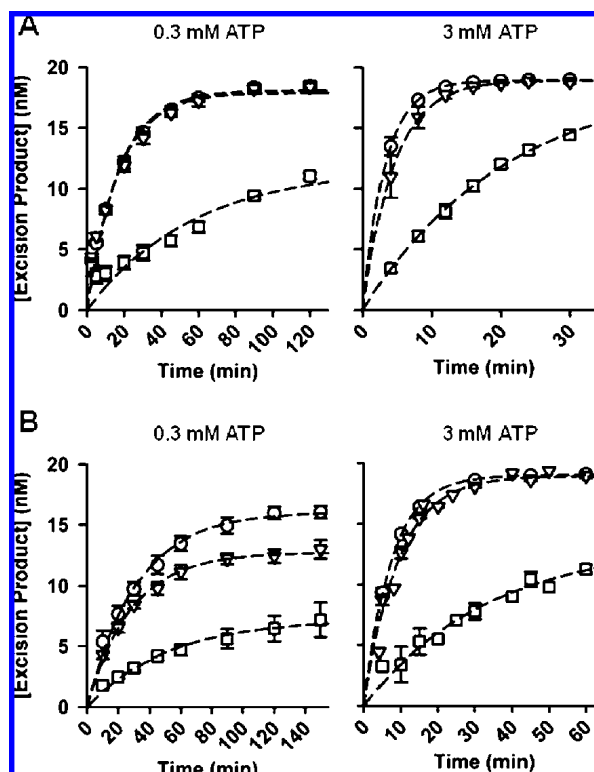 A
0.3 mM ATP
3 mM ATP
[Excision Product] (nM)
20
15
10
5
0
0 20 40 60 80 100 120
0 10 20 30
Time (min)
Time (min)
B
0.3 mM ATP
3 mM ATP
[Excision Product] (nM)
20
15
10
5
0
0 20 40 60 80 100 120 140
0 10 20 30 40 50 60
Time (min)
Time (min)